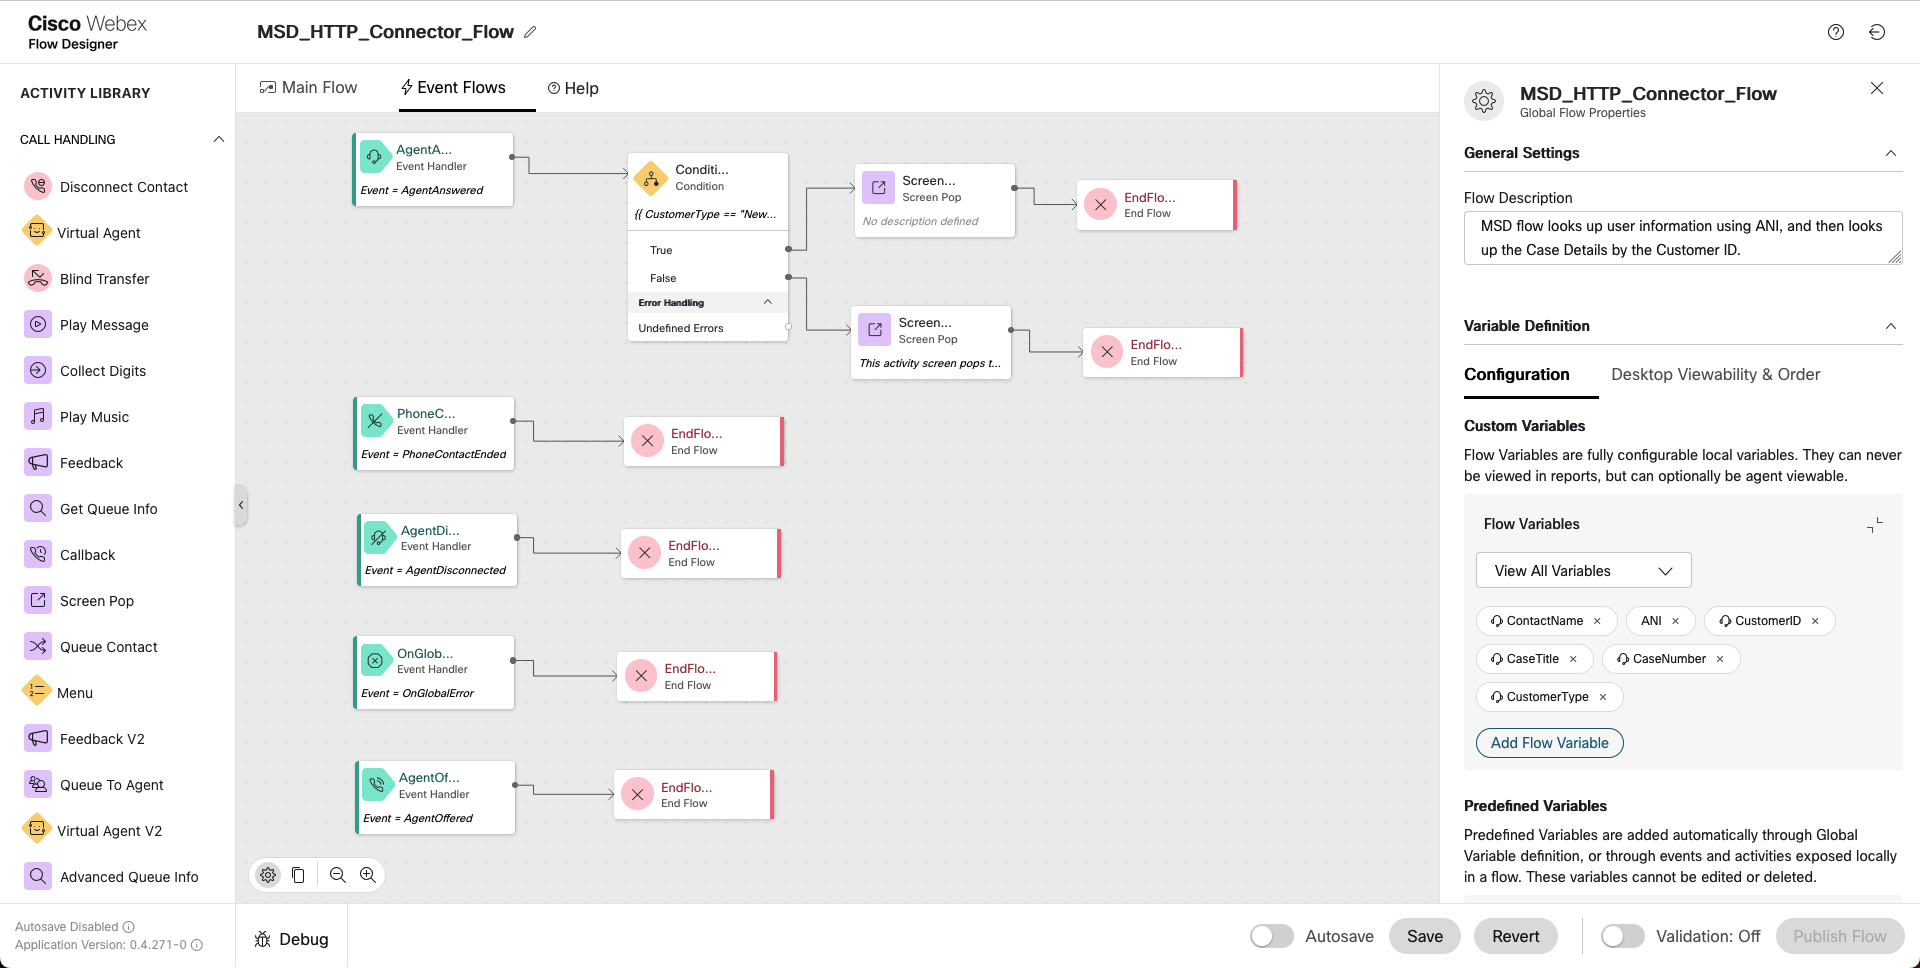 Cisco Webex
Flow Designer
MSD_HTTP_Connector_Flow
ACTIVITY LIBRARY
CALL HANDLING
Disconnect Contact
Virtual Agent
Blind Transfer
Play Message
Collect Digits
Play Music
Feedback
Get Queue Info
Callback
Screen Pop
Queue Contact
Menu
Feedback V2
Queue To Agent
Virtual Agent V2
Advanced Queue Info
Autosave Disabled
Application Version: 0.4.271-0
Main Flow
Event Flows
Help
AgentA...
Event Handler
Event = AgentAnswered
Conditi...
Condition
{{ CustomerType == "New...
True
False
Error Handling
Undefined Errors
Screen...
Screen Pop
No description defined
EndFlo...
End Flow
Screen...
Screen Pop
This activity screen pops t...
EndFlo...
End Flow
PhoneC...
Event Handler
Event = PhoneContactEnded
EndFlo...
End Flow
AgentDi...
Event Handler
Event = AgentDisconnected
EndFlo...
End Flow
OnGlob...
Event Handler
Event = OnGlobalError
EndFlo...
End Flow
AgentOf...
Event Handler
Event = AgentOffered
EndFlo...
End Flow
MSD_HTTP_Connector_Flow
Global Flow Properties
General Settings
Flow Description
MSD flow looks up user information using ANI, and then looks
up the Case Details by the Customer ID.
Variable Definition
Configuration
Desktop Viewability & Order
Custom Variables
Flow Variables are fully configurable local variables. They can never
be viewed in reports, but can optionally be agent viewable.
Flow Variables
View All Variables
ContactName × ANI × CustomerID ×
CaseTitle × CaseNumber ×
CustomerType ×
Add Flow Variable
Predefined Variables
Predefined Variables are added automatically through Global
Variable definition, or through events and activities exposed locally
in a flow. These variables cannot be edited or deleted.
Debug
Autosave
Save
Revert
Validation: Off
Publish Flow